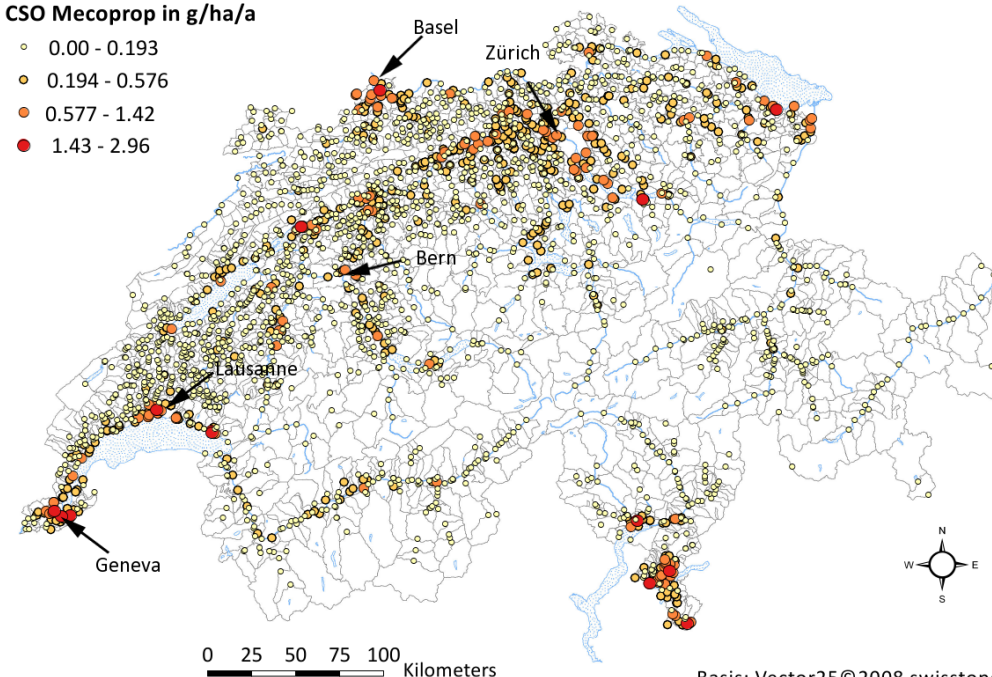 CSO Mecoprop in g/ha/a
0.00 - 0.193
0.194 - 0.576
0.577 - 1.42
1.43 - 2.96
Basel
Zürich
Bern
Lausanne
Geneva
N
W E
S
0 25 50 75 100
Kilometers
Basis: Vector25©2008 swisstopo